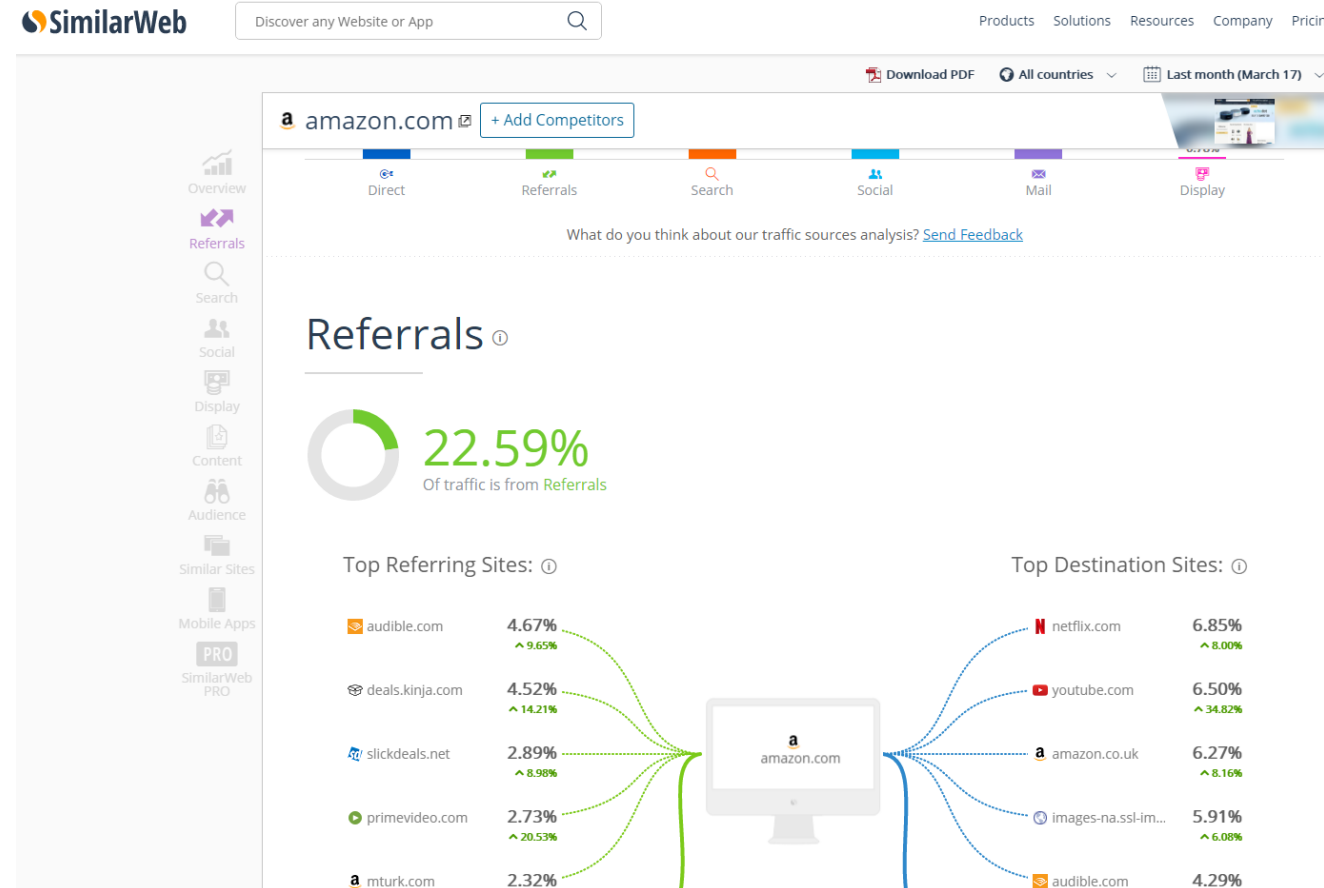 SimilarWeb
Discover any Website or App
Products Solutions Resources Company
Download PDF All countries Last month (March 17)
amazon.com + Add Competitors
Direct Referrals Search Social Mail Display
What do you think about our traffic sources analysis? Send Feedback
Overview
Referrals
Search
Social
Display
Content
Audience
Similar Sites
Mobile Apps
PRO
SimilarWeb
PRO
Referrals
22.59%
Of traffic is from Referrals
Top Referring Sites:
audible.com 4.67%
9.65%
deals.kinja.com 4.52%
14.21%
slickdeals.net 2.89%
8.98%
primevideo.com 2.73%
20.53%
mturk.com 2.32%
amazon.com
Top Destination Sites:
netflix.com 6.85%
8.00%
youtube.com 6.50%
34.82%
amazon.co.uk 6.27%
8.16%
images-na.ssl-im... 5.91%
6.08%
audible.com 4.29%